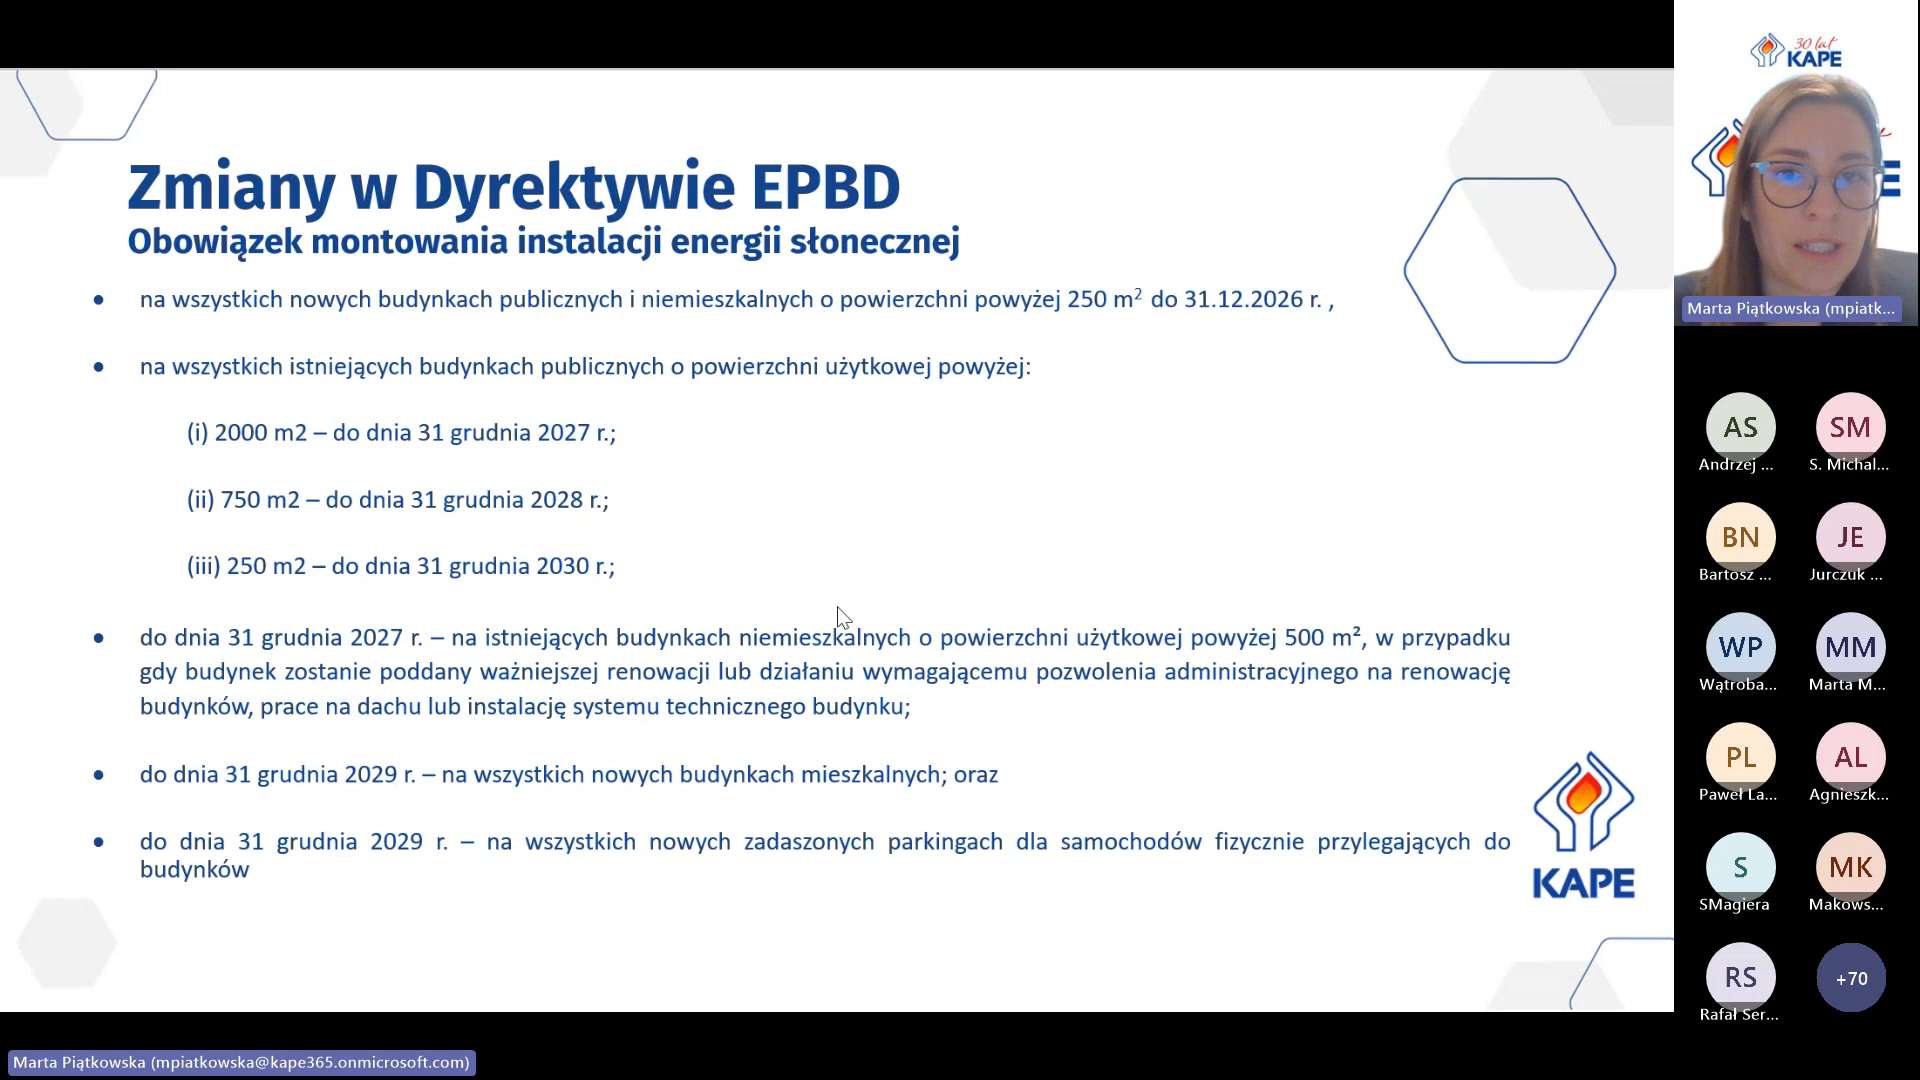 Zmiany w Dyrektywie EPBD
Obowiązek montowania instalacji energii słonecznej
• na wszystkich nowych budynkach publicznych i niemieszkalnych o powierzchni powyżej 250 m² do 31.12.2026 r. ,
• na wszystkich istniejących budynkach publicznych o powierzchni użytkowej powyżej:
(i) 2000 m2 – do dnia 31 grudnia 2027 r.;
(ii) 750 m2 – do dnia 31 grudnia 2028 r.;
(iii) 250 m2 – do dnia 31 grudnia 2030 r.;
• do dnia 31 grudnia 2027 r. – na istniejących budynkach niemieszkalnych o powierzchni użytkowej powyżej 500 m², w przypadku
gdy budynek zostanie poddany ważniejszej renowacji lub działaniu wymagającemu pozwolenia administracyjnego na renowację
budynków, prace na dachu lub instalację systemu technicznego budynku;
• do dnia 31 grudnia 2029 r. – na wszystkich nowych budynkach mieszkalnych; oraz
• do dnia 31 grudnia 2029 r. – na wszystkich nowych zadaszonych parkingach dla samochodów fizycznie przylegających do
budynków
KAPE
30 lat
KAPE
E
Marta Piątkowska (mpiatk...
AS
SM
Andrzej ...
S. Michal...
BN
JE
Bartosz ...
Jurczuk ...
WP
MM
Wątroba...
Marta M...
PL
AL
Paweł La...
Agnieszk...
S
MK
SMagiera
Makows...
RS
+70
Rafał Ser...
Marta Piątkowska (mpiatkowska@kape365.onmicrosoft.com)